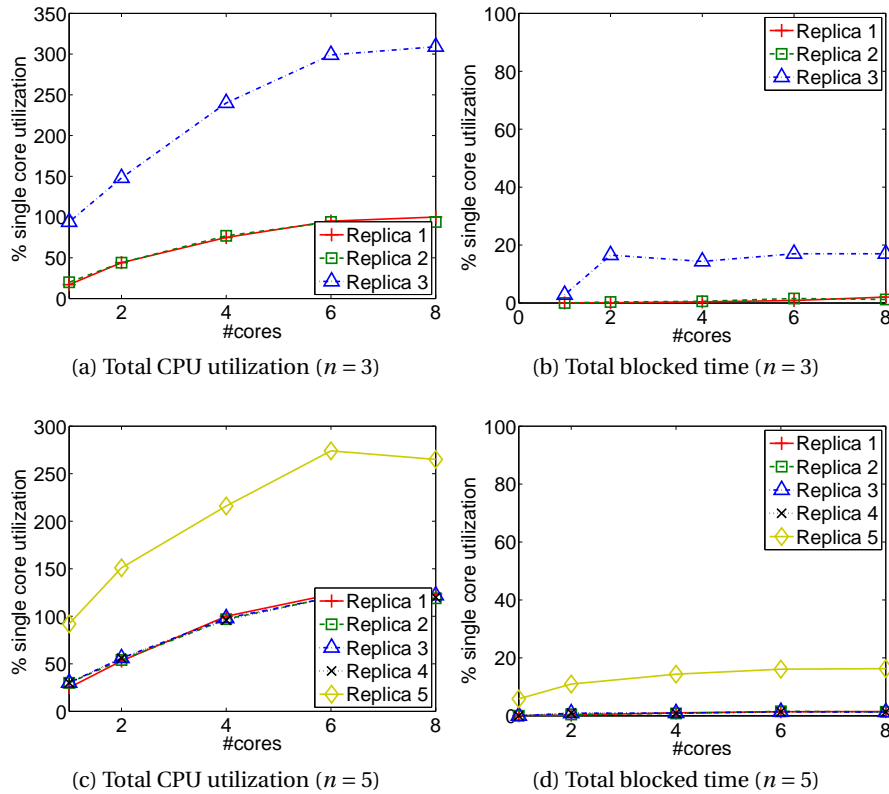 350
300
250
200
150
100
50
0
% single core utilization
2
4
6
8
#cores
Replica 1
Replica 2
Replica 3
(a) Total CPU utilization (n = 3)
100
80
60
40
20
0
% single core utilization
0
2
4
6
8
#cores
Replica 1
Replica 2
Replica 3
(b) Total blocked time (n = 3)
300
250
200
150
100
50
0
% single core utilization
2
4
6
8
#cores
Replica 1
Replica 2
Replica 3
Replica 4
Replica 5
(c) Total CPU utilization (n = 5)
100
80
60
40
20
0
% single core utilization
2
4
6
8
#cores
Replica 1
Replica 2
Replica 3
Replica 4
Replica 5
(d) Total blocked time (n = 5)